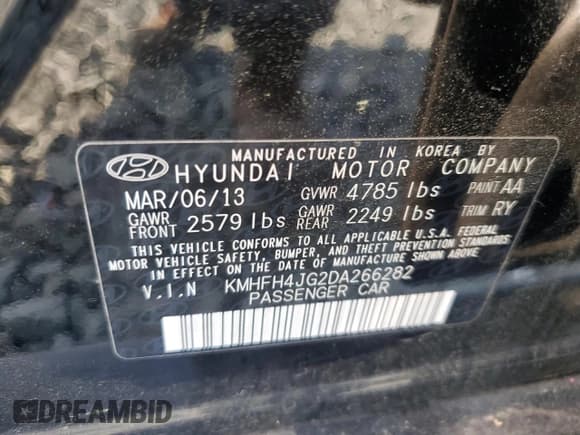 MANUFACTURED IN KOREA BY
HYUNDAI MOTOR COMPANY
MAR/06/13 GVWR 4785 lbs PAINT AA
GAWR FRONT 2579 lbs GAWR REAR 2249 lbs TRIM RY
THIS VEHICLE CONFORMS TO ALL APPLICABLE U.S.A. FEDERAL
MOTOR VEHICLE SAFETY, BUMPER, AND THEFT PREVENTION STANDARDS
IN EFFECT ON THE DATE OF MANUFACTURE SHOWN ABOVE.
V.I.N KMHFH4JG2DA266282
PASSENGER CAR
DREAMBID